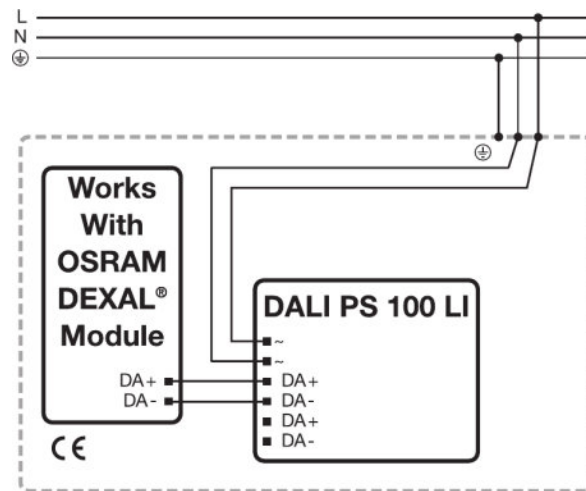 L
N
Works
With
OSRAM
DEXAL®
Module
DA+
DA-
CE
DALI PS 100 LI
~
~
DA+
DA-
DA+
DA-